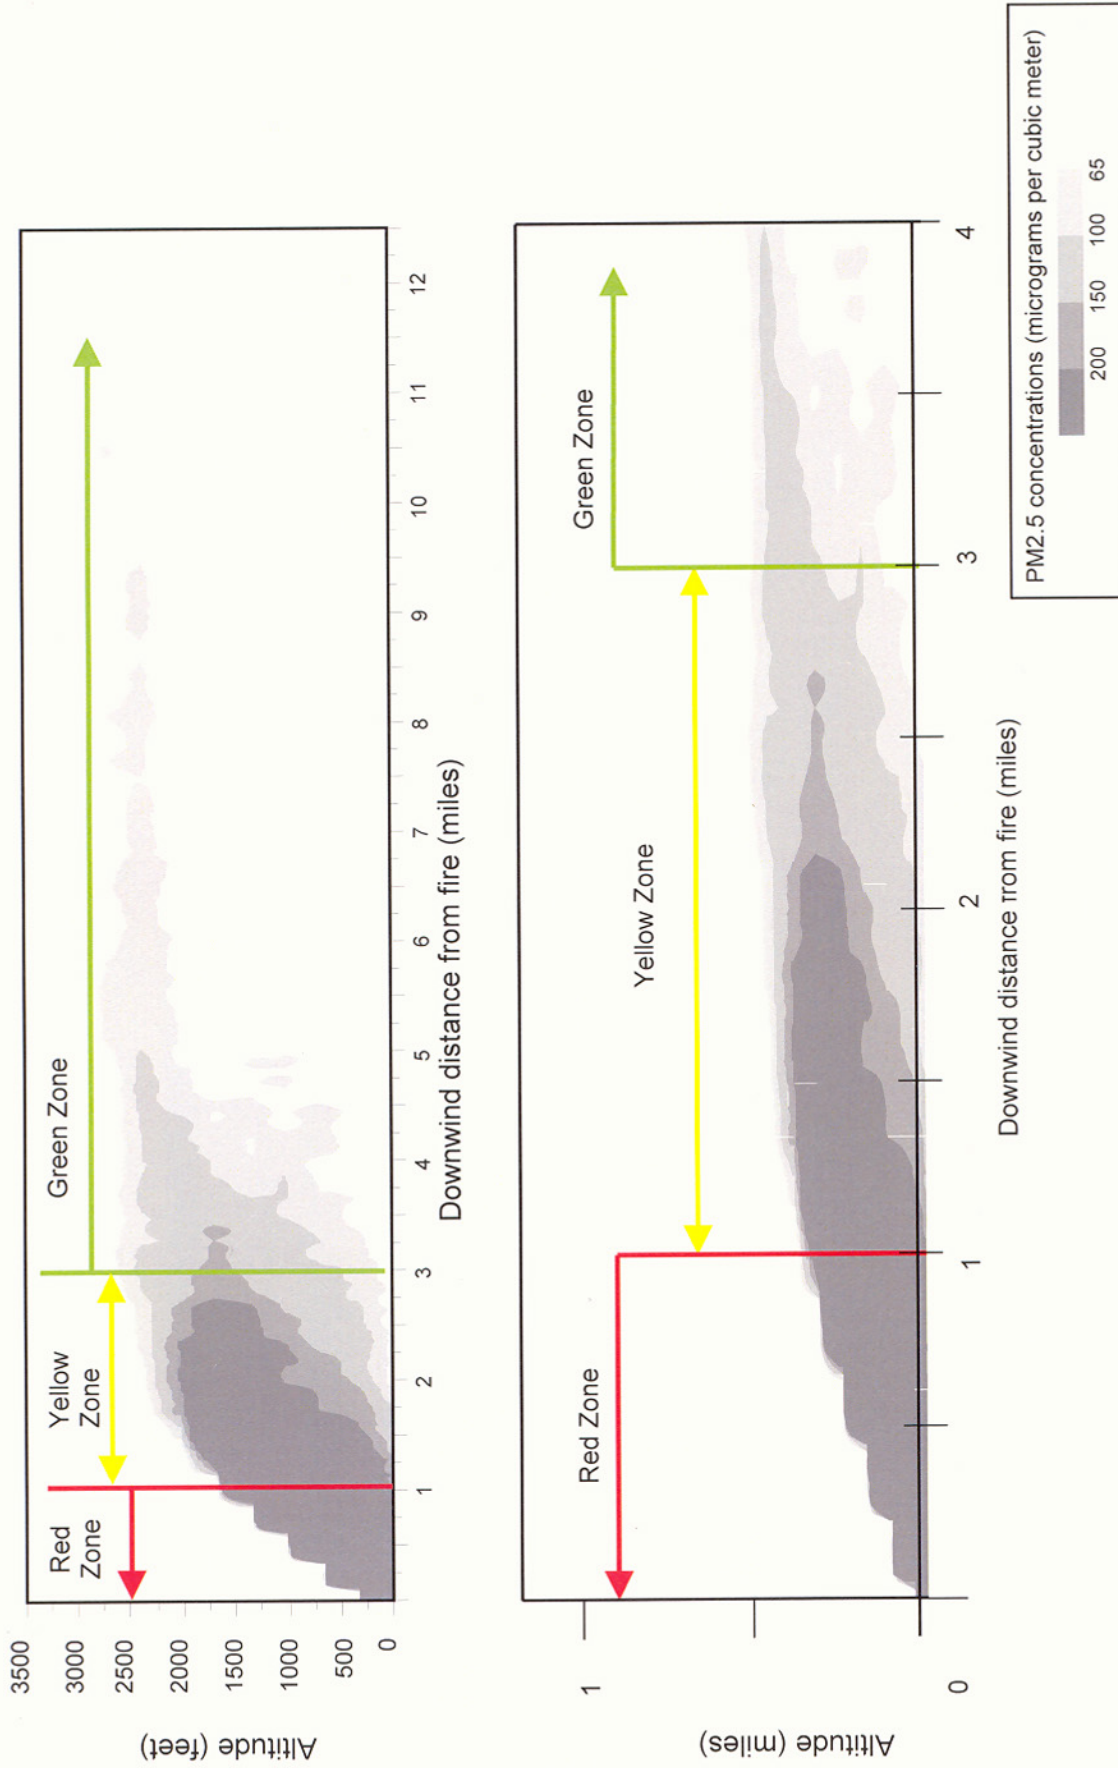 Altitude (feet)
3500
3000
2500
2000
1500
1000
500
0
Red
Zone
Yellow
Zone
Green Zone
1
2
3
4
5
6
7
8
9
10
11
12
Downwind distance from fire (miles)
Altitude (miles)
1
0
Red Zone
Yellow Zone
Green Zone
1
2
3
4
Downwind distance from fire (miles)
PM2.5 concentrations (micrograms per cubic meter)
200 150 100 65